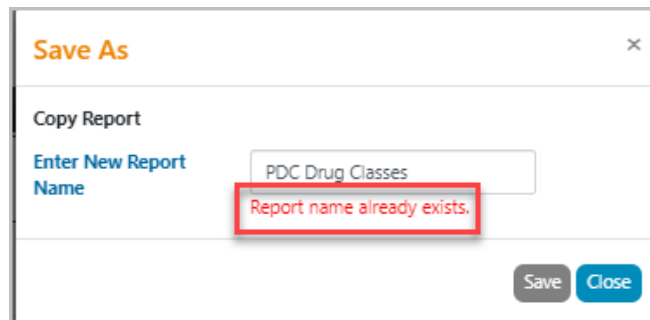 Save As
×
Copy Report
Enter New Report
Name
PDC Drug Classes
Report name already exists.
Save
Close